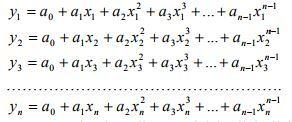 y₁ = a₀ + a₁x₁ + a₂x₁² + a₃x₁³ + ... + aₙ₋₁x₁ⁿ⁻¹
y₂ = a₀ + a₁x₂ + a₂x₂² + a₃x₂³ + ... + aₙ₋₁x₂ⁿ⁻¹
y₃ = a₀ + a₁x₃ + a₂x₃² + a₃x₃³ + ... + aₙ₋₁x₃ⁿ⁻¹
................................................
yₙ = a₀ + a₁xₙ + a₂xₙ² + a₃xₙ³ + ... + aₙ₋₁xₙⁿ⁻¹